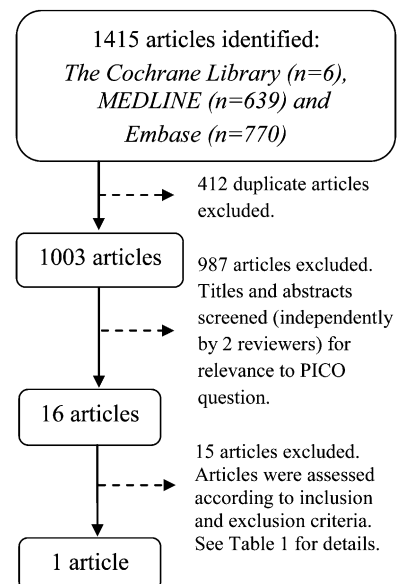 1415 articles identified:
The Cochrane Library (n=6),
MEDLINE (n=639) and
Embase (n=770)
412 duplicate articles
excluded.
1003 articles
987 articles excluded.
Titles and abstracts
screened (independently
by 2 reviewers) for
relevance to PICO
question.
16 articles
15 articles excluded.
Articles were assessed
according to inclusion
and exclusion criteria.
See Table 1 for details.
1 article